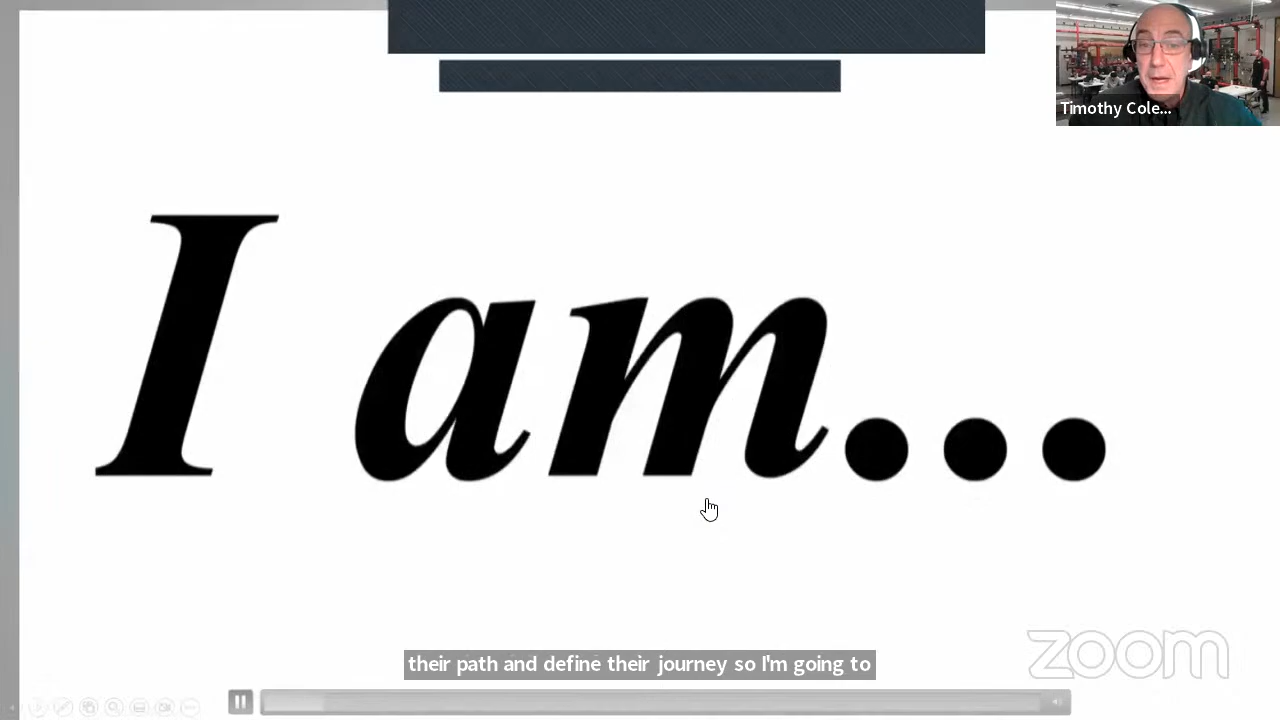 Timothy Cole...
I am...
their path and define their journey so I'm going to
zoom